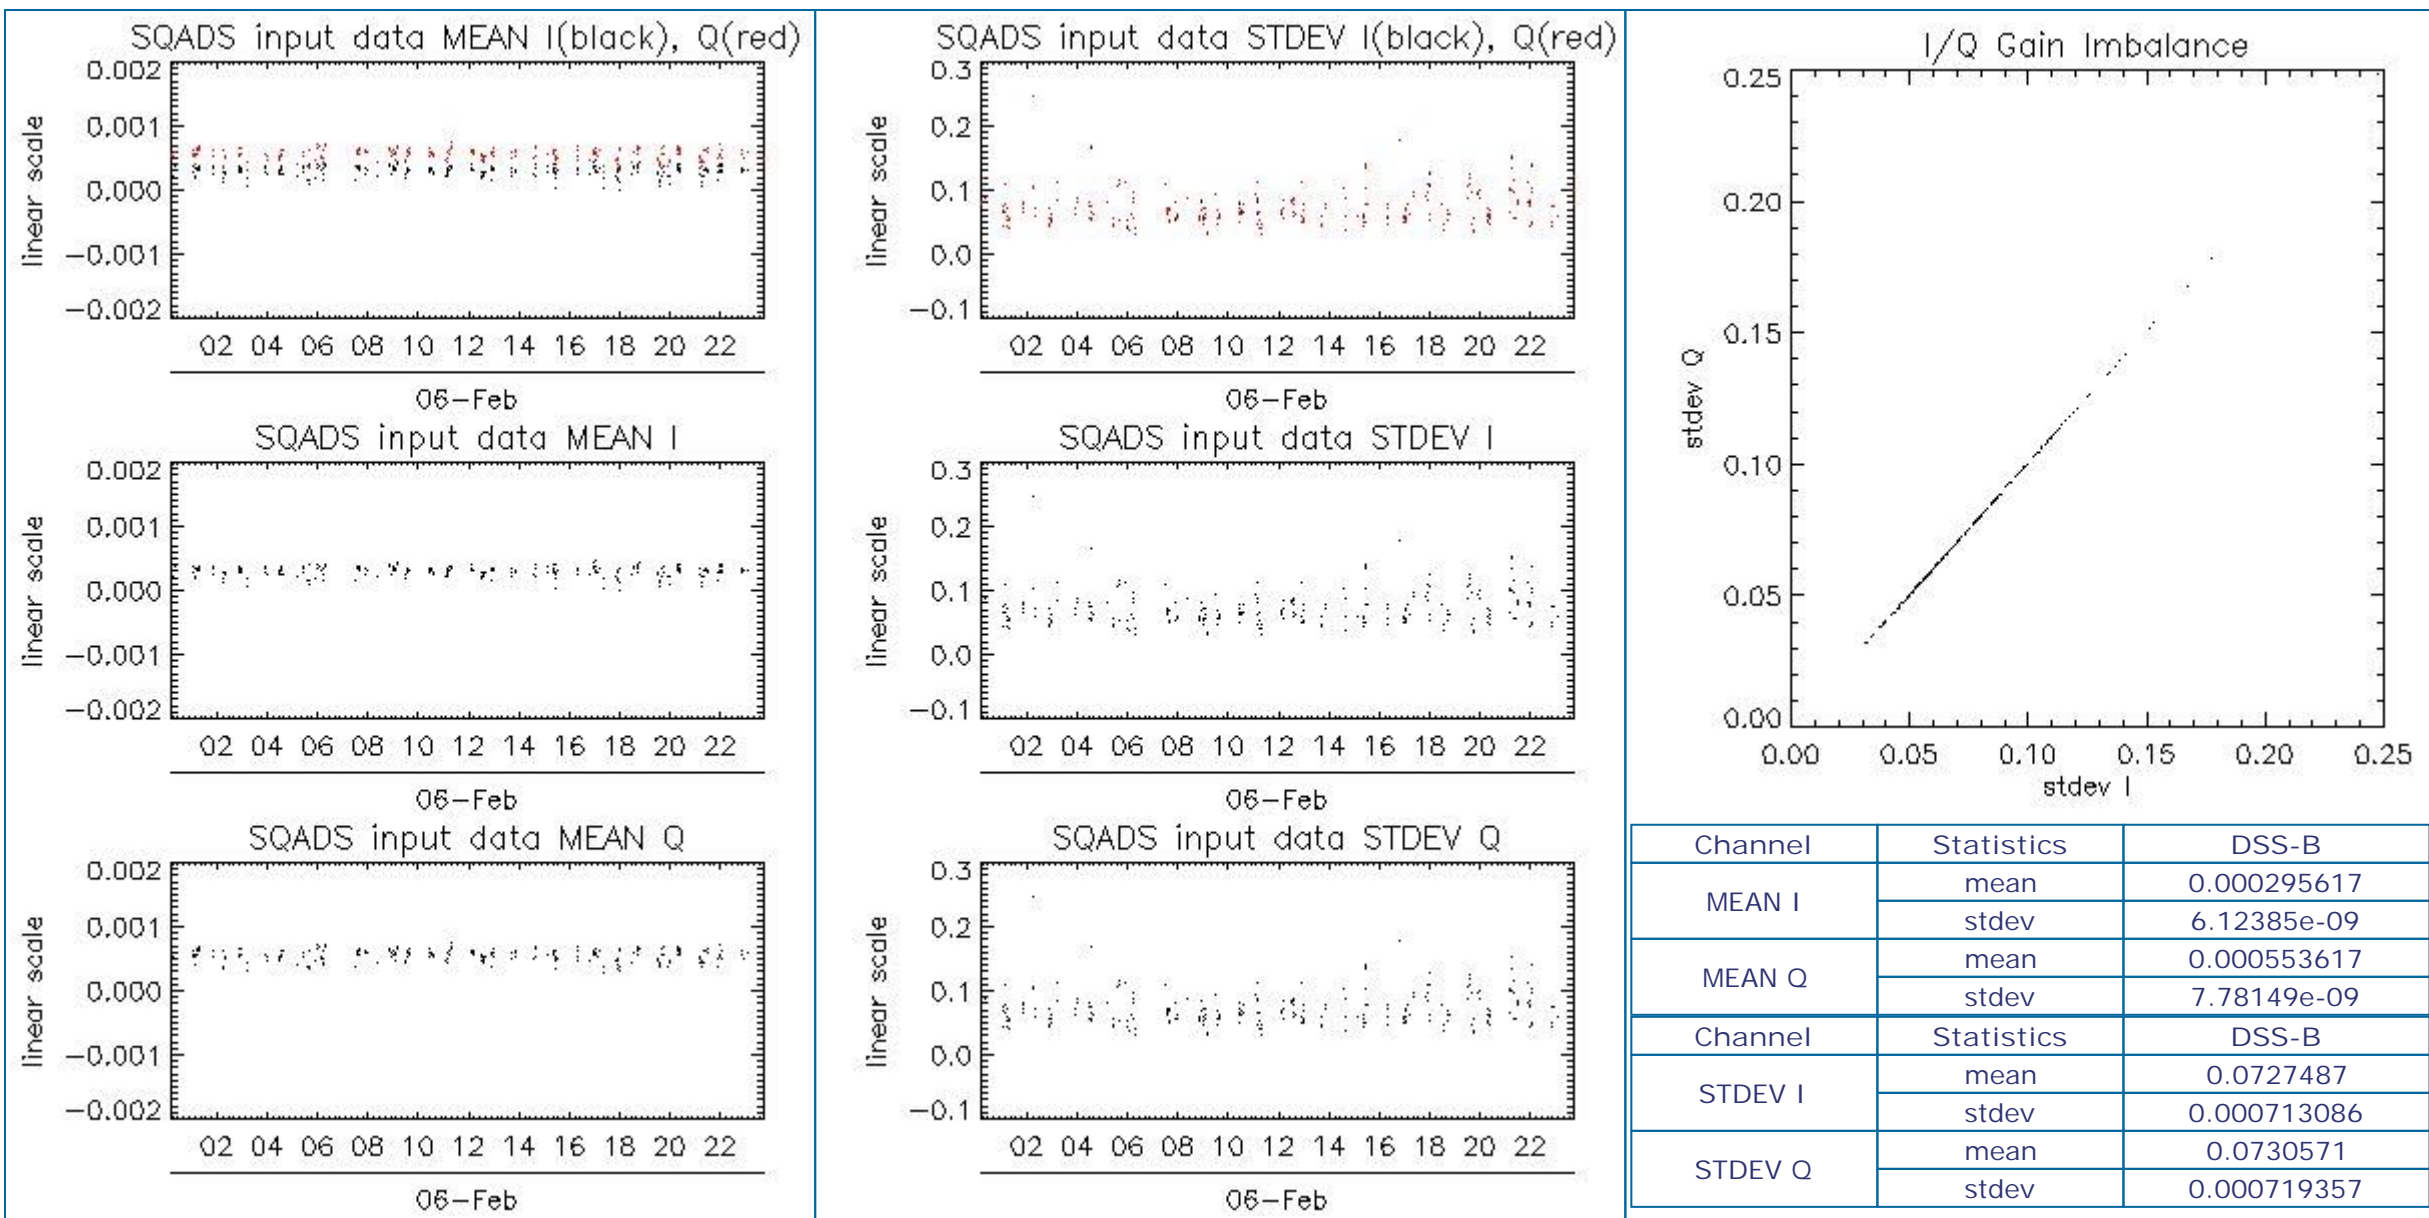 SQADS input data MEAN I(black), Q(red)
linear scale
0.002
0.001
0.000
−0.001
−0.002
02 04 06 08 10 12 14 16 18 20 22
06-Feb
SQADS input data MEAN I
linear scale
0.002
0.001
0.000
−0.001
−0.002
02 04 06 08 10 12 14 16 18 20 22
06-Feb
SQADS input data MEAN Q
linear scale
0.002
0.001
0.000
−0.001
−0.002
02 04 06 08 10 12 14 16 18 20 22
06-Feb
SQADS input data STDEV I(black), Q(red)
linear scale
0.3
0.2
0.1
0.0
−0.1
02 04 06 08 10 12 14 16 18 20 22
06-Feb
SQADS input data STDEV I
linear scale
0.3
0.2
0.1
0.0
−0.1
02 04 06 08 10 12 14 16 18 20 22
06-Feb
SQADS input data STDEV Q
linear scale
0.3
0.2
0.1
0.0
−0.1
02 04 06 08 10 12 14 16 18 20 22
06-Feb
I/Q Gain Imbalance
stdev Q
0.25
0.20
0.15
0.10
0.05
0.00
0.00 0.05 0.10 0.15 0.20 0.25
stdev I
Channel Statistics DSS-B
MEAN I mean 0.000295617
stdev 6.12385e-09
MEAN Q mean 0.000553617
stdev 7.78149e-09
Channel Statistics DSS-B
STDEV I mean 0.0727487
stdev 0.000713086
STDEV Q mean 0.0730571
stdev 0.000719357